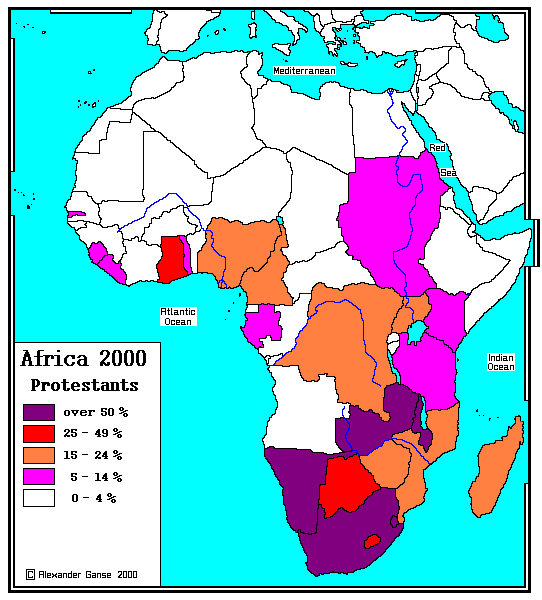 Mediterranean
Red
Sea
Atlantic
Ocean
Indian
Ocean
Africa 2000
Protestants
over 50 %
25 - 49 %
15 - 24 %
5 - 14 %
0 - 4 %
© Alexander Ganse 2000